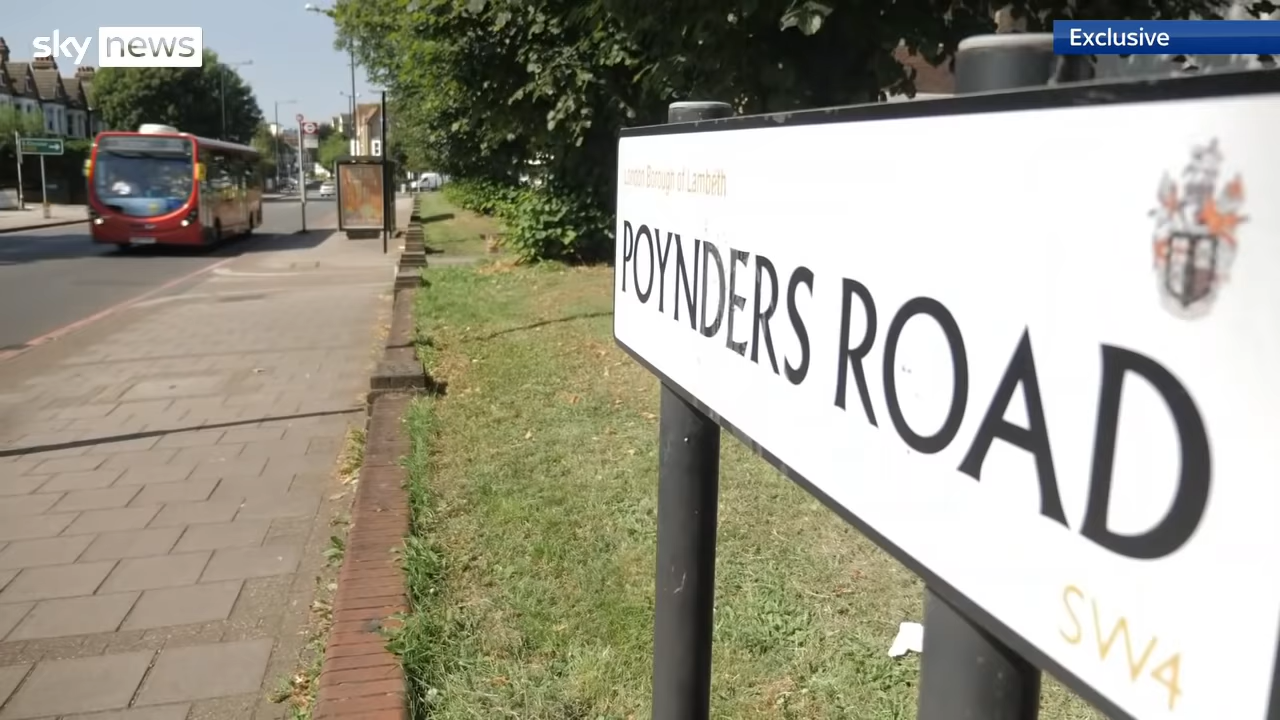 sky news
Exclusive
London Borough of Lambeth
POYNDERS ROAD
SW4